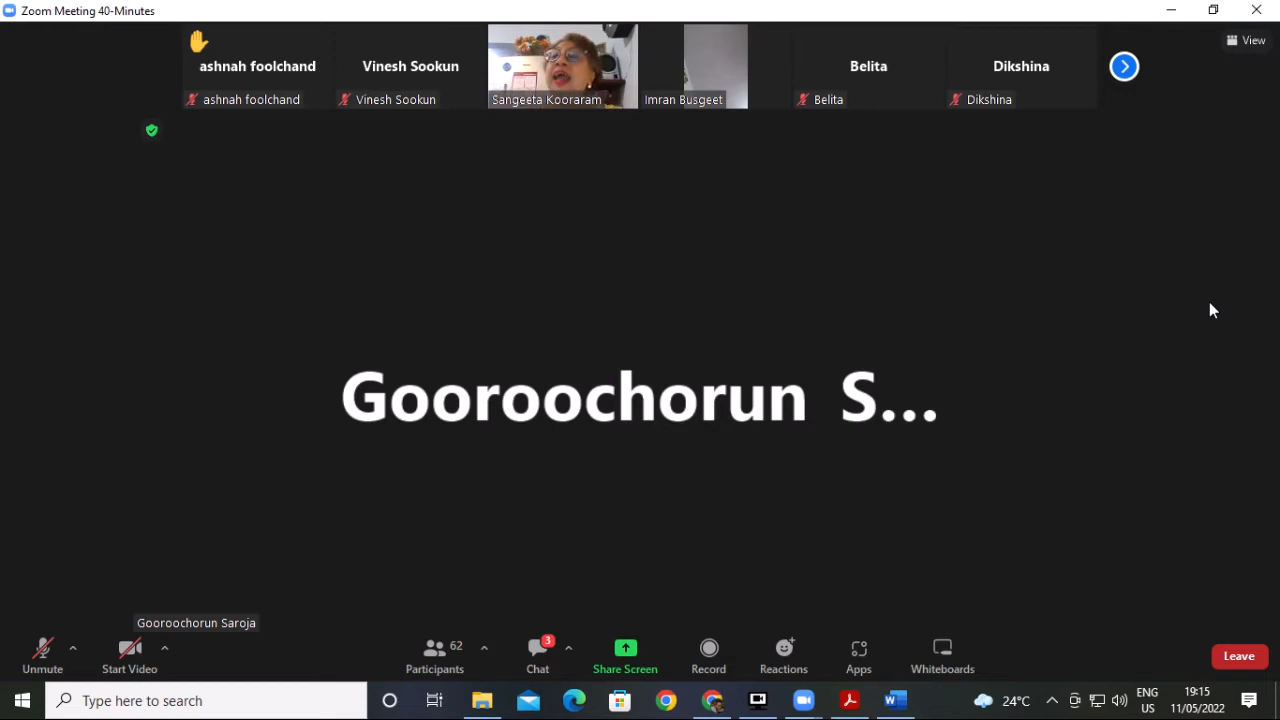 Zoom Meeting 40-Minutes
View
ashnah foolchand
Vinesh Sookun
Belita
Dikshina
ashnah foolchand
Vinesh Sookun
Sangeeta Kooraram
Imran Busgeet
Belita
Dikshina
Gooroochorun S...
Gooroochorun Saroja
62
3
Unmute
Start Video
Participants
Chat
Share Screen
Record
Reactions
Apps
Whiteboards
Leave
Type here to search
24°C
ENG
US
19:15
11/05/2022